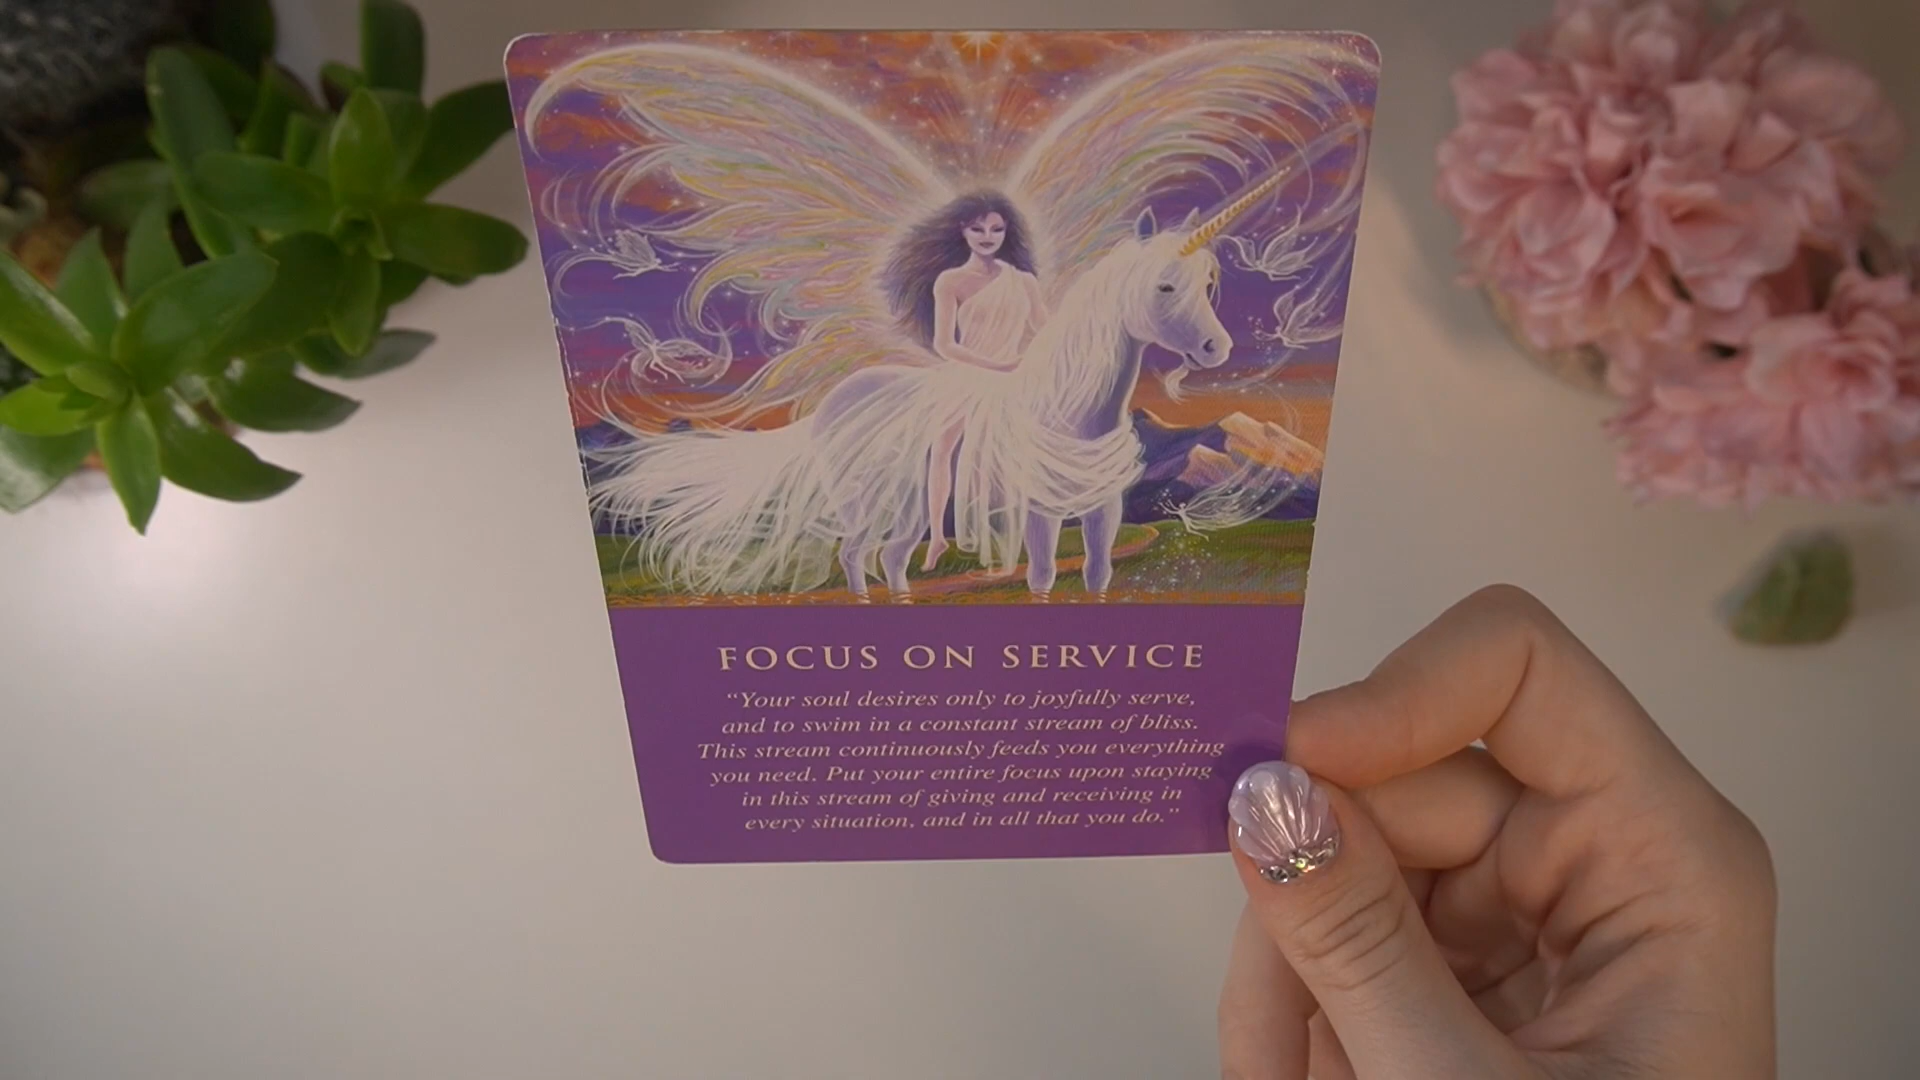 FOCUS ON SERVICE
“Your soul desires only to joyfully serve,
and to swim in a constant stream of bliss.
This stream continuously feeds you everything
you need. Put your entire focus upon staying
in this stream of giving and receiving in
every situation, and in all that you do.”